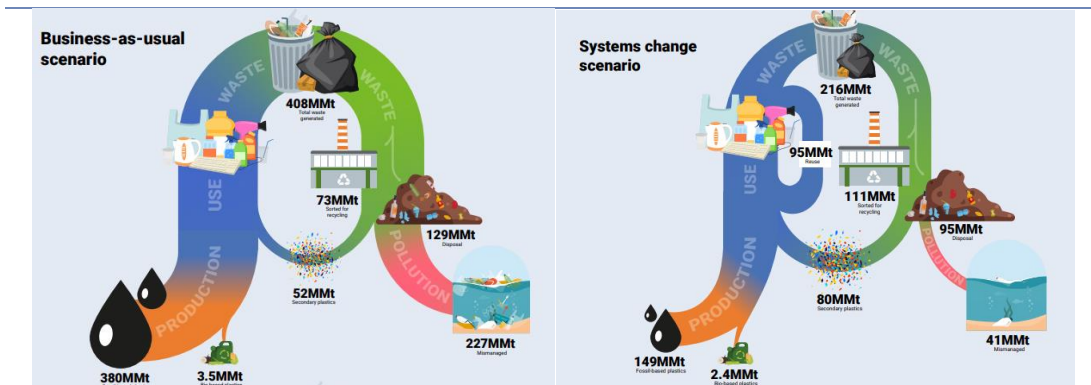 Business-as-usual
scenario
WASTE
WASTE
408MMt
Total waste
generated
USE
73MMt
Sorted for
recycling
129MMt
Disposal
POLLUTION
PRODUCTION
52MMt
Secondary plastics
227MMt
Mismanaged
380MMt
3.5MMt
Systems change
scenario
WASTE
WASTE
216MMt
Total waste
generated
95MMt
Reuse
USE
111MMt
Sorted for
recycling
95MMt
Disposal
POLLUTION
PRODUCTION
80MMt
Secondary plastics
41MMt
Mismanaged
149MMt
Fossil-based plastics
2.4MMt
Bio-based plastics